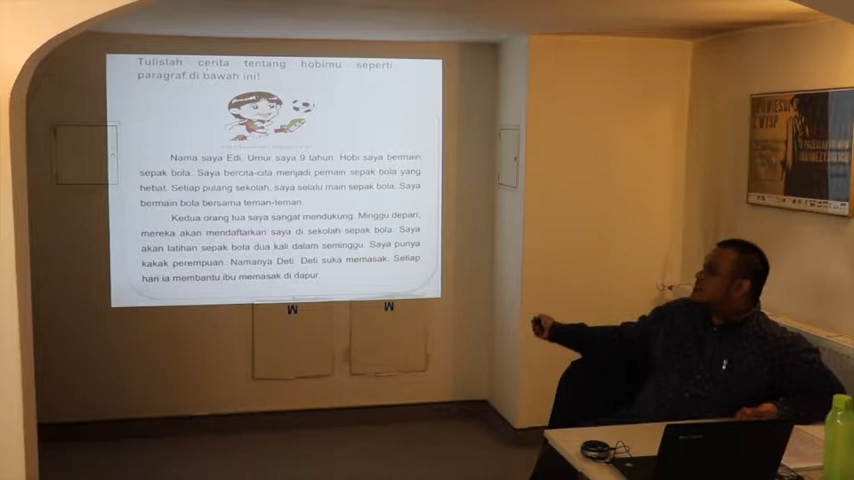 Tulislah cerita tentang hobimu seperti
paragraf di bawah ini!
Nama saya Edi. Umur saya 9 tahun. Hobi saya bermain
sepak bola. Saya bercita-cita menjadi pemain sepak bola yang
hebat. Setiap pulang sekolah, saya selalu main sepak bola. Saya
bermain bola bersama teman-teman.
Kedua orang tua saya sangat mendukung. Minggu depan,
mereka akan mendaftarkan saya di sekolah sepak bola. Saya
akan latihan sepak bola dua kali dalam seminggu. Saya punya
kakak perempuan. Namanya Deti. Deti suka memasak. Setiap
hari ia membantu ibu memasak di dapur.
M M